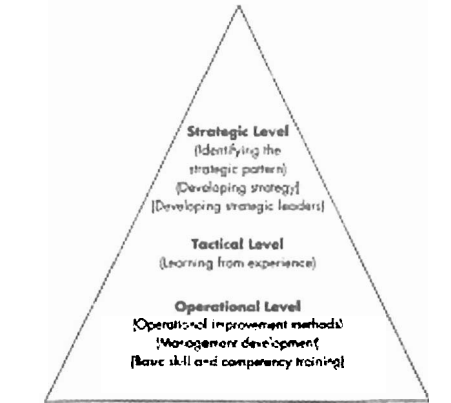 Strategic Level
(Identifying the
strategic pattern)
(Developing strategy)
(Developing strategic leaders)
Tactical Level
(Learning from experience)
Operational Level
(Operational improvement methods)
(Management development)
(Basic skill and competency training)